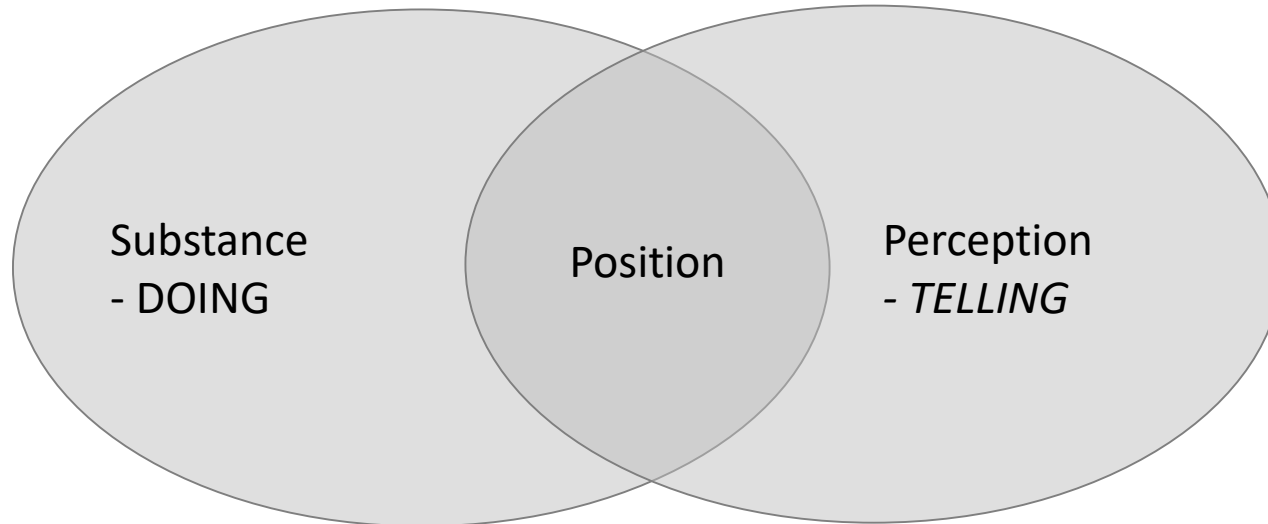 Substance
- DOING
Position
Perception
- TELLING